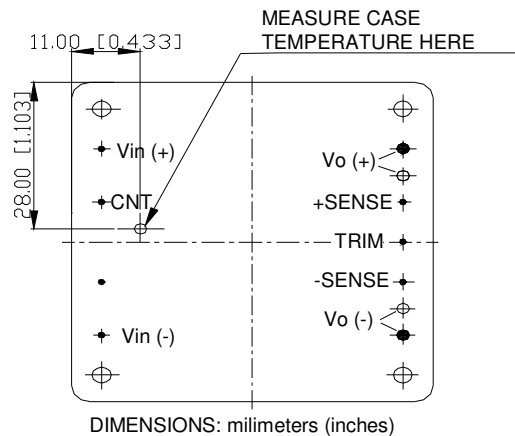 MEASURE CASE
TEMPERATURE HERE
11.00 [0.433]
28.00 [1.103]
Vin (+)
Vo (+)
CNT
+SENSE
TRIM
-SENSE
Vo (-)
Vin (-)
DIMENSIONS: milimeters (inches)